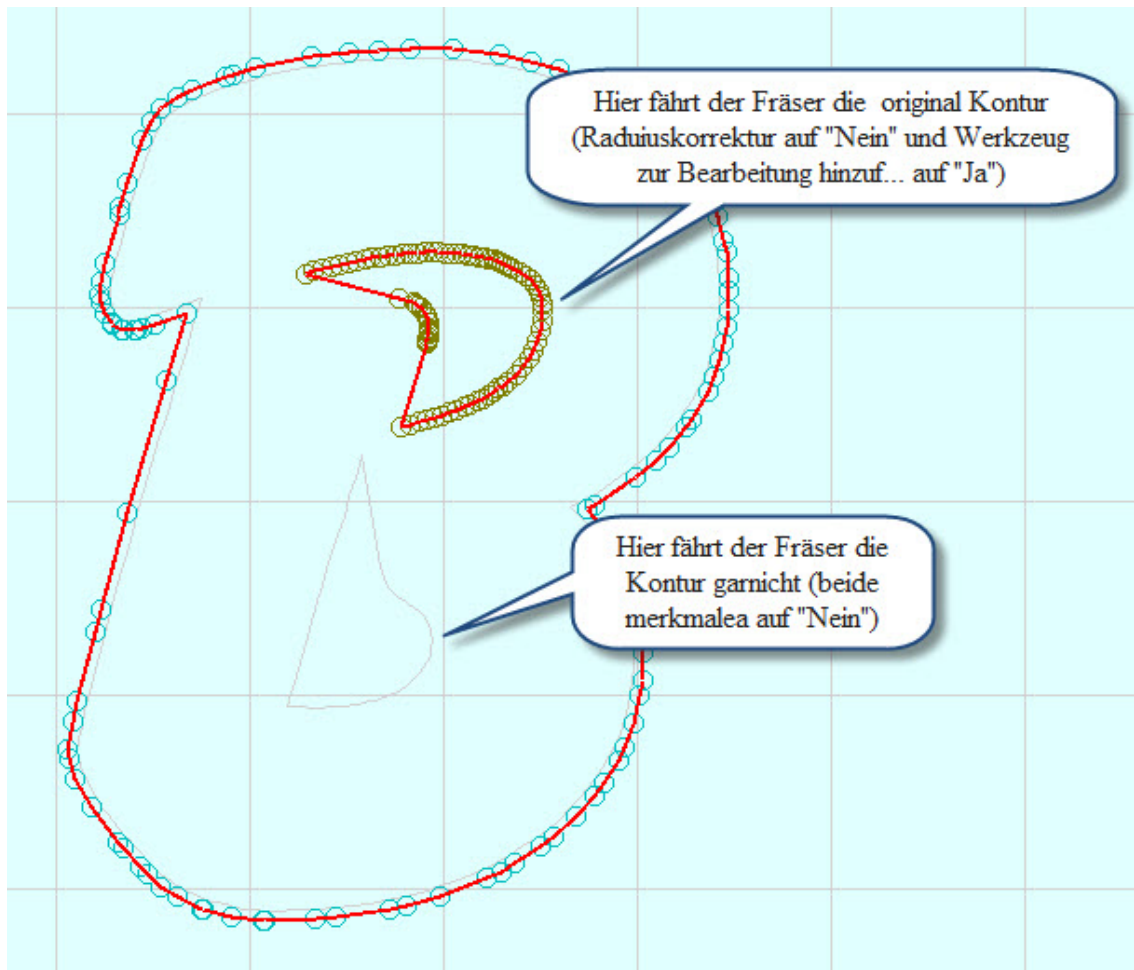 Hier fährt der Fräser die original Kontur
(Raduiuskorrektur auf "Nein" und Werkzeug
zur Bearbeitung hinzuf... auf "Ja")
Hier fährt der Fräser die
Kontur garnicht (beide
merkmalea auf "Nein")